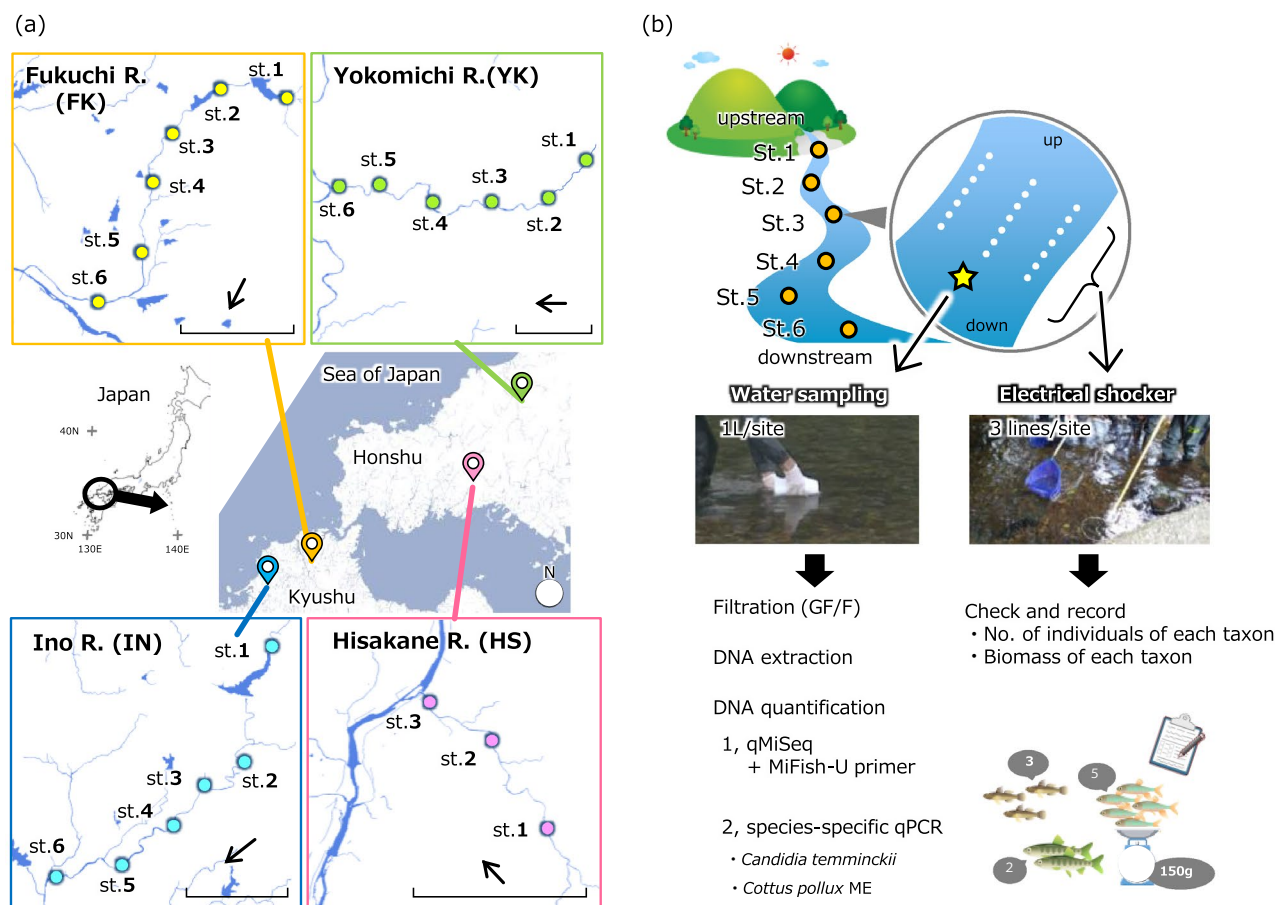 (a)
Fukuchi R.
(FK)
st.1
st.2
st.3
st.4
st.5
st.6
Yokomichi R.(YK)
st.1
st.5
st.3
st.6
st.4
st.2
Japan
40N
30N
130E
140E
Sea of Japan
Honshu
Kyushu
N
Ino R. (IN)
st.1
st.3
st.2
st.4
st.6
st.5
Hisakane R. (HS)
st.3
st.2
st.1
(b)
upstream
St.1
St.2
St.3
St.4
St.5
St.6
downstream
up
down
Water sampling
1L/site
Filtration (GF/F)
DNA extraction
DNA quantification
1, qMiSeq
+ MiFish-U primer
2, species-specific qPCR
・Candidia temminckii
・Cottus pollux ME
Electrical shocker
3 lines/site
Check and record
・No. of individuals of each taxon
・Biomass of each taxon
3
5
2
150g